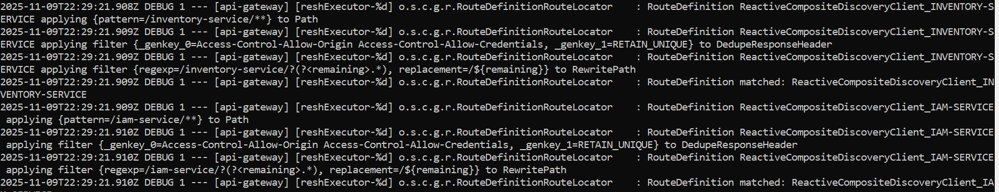 2025-11-09T22:29:21.908Z DEBUG 1 --- [api-gateway] [reshExecutor-%d] o.s.c.g.r.RouteDefinitionRouteLocator    : RouteDefinition ReactiveCompositeDiscoveryClient_INVENTORY-S
ERVICE applying {pattern=/inventory-service/**} to Path
2025-11-09T22:29:21.909Z DEBUG 1 --- [api-gateway] [reshExecutor-%d] o.s.c.g.r.RouteDefinitionRouteLocator    : RouteDefinition ReactiveCompositeDiscoveryClient_INVENTORY-S
ERVICE applying filter {_genkey_0=Access-Control-Allow-Origin Access-Control-Allow-Credentials, _genkey_1=RETAIN_UNIQUE} to DedupeResponseHeader
2025-11-09T22:29:21.909Z DEBUG 1 --- [api-gateway] [reshExecutor-%d] o.s.c.g.r.RouteDefinitionRouteLocator    : RouteDefinition ReactiveCompositeDiscoveryClient_INVENTORY-S
ERVICE applying filter {regexp=/inventory-service/?(?<remaining>.*), replacement=/${remaining}} to RewritePath
2025-11-09T22:29:21.909Z DEBUG 1 --- [api-gateway] [reshExecutor-%d] o.s.c.g.r.RouteDefinitionRouteLocator    : RouteDefinition matched: ReactiveCompositeDiscoveryClient_IN
VENTORY-SERVICE
2025-11-09T22:29:21.909Z DEBUG 1 --- [api-gateway] [reshExecutor-%d] o.s.c.g.r.RouteDefinitionRouteLocator    : RouteDefinition ReactiveCompositeDiscoveryClient_IAM-SERVICE
 applying {pattern=/iam-service/**} to Path
2025-11-09T22:29:21.910Z DEBUG 1 --- [api-gateway] [reshExecutor-%d] o.s.c.g.r.RouteDefinitionRouteLocator    : RouteDefinition ReactiveCompositeDiscoveryClient_IAM-SERVICE
 applying filter {_genkey_0=Access-Control-Allow-Origin Access-Control-Allow-Credentials, _genkey_1=RETAIN_UNIQUE} to DedupeResponseHeader
2025-11-09T22:29:21.910Z DEBUG 1 --- [api-gateway] [reshExecutor-%d] o.s.c.g.r.RouteDefinitionRouteLocator    : RouteDefinition ReactiveCompositeDiscoveryClient_IAM-SERVICE
 applying filter {regexp=/iam-service/?(?<remaining>.*), replacement=/${remaining}} to RewritePath
2025-11-09T22:29:21.910Z DEBUG 1 --- [api-gateway] [reshExecutor-%d] o.s.c.g.r.RouteDefinitionRouteLocator    : RouteDefinition matched: ReactiveCompositeDiscoveryClient_IA